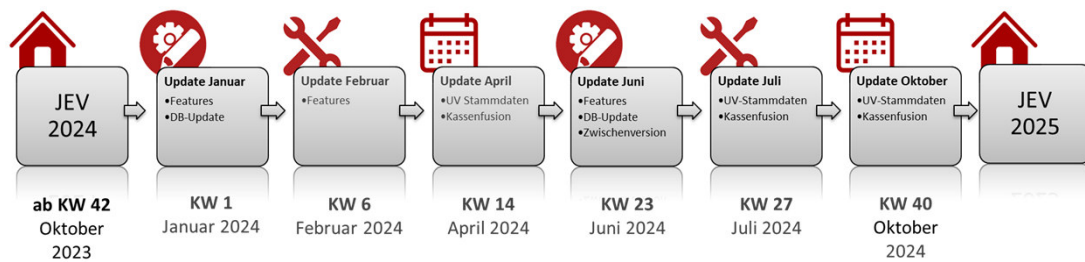 JEV
2024
Update Januar
•Features
•DB-Update
Update Februar
•Features
Update April
•UV Stammdaten
•Kassenfusion
Update Juni
•Features
•DB-Update
•Zwischenversion
Update Juli
•UV-Stammdaten
•Kassenfusion
Update Oktober
•UV-Stammdaten
•Kassenfusion
JEV
2025
ab KW 42
Oktober
2023
KW 1
Januar 2024
KW 6
Februar 2024
KW 14
April 2024
KW 23
Juni 2024
KW 27
Juli 2024
KW 40
Oktober
2024